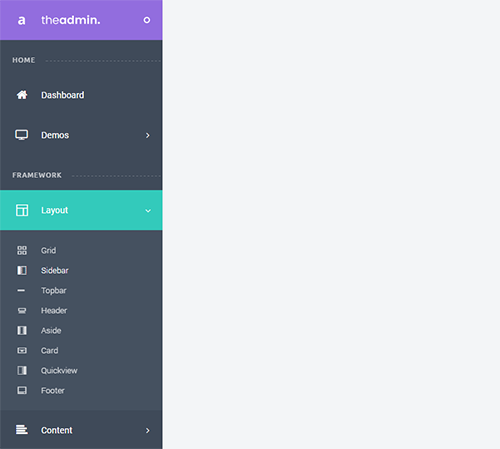 a theadmin.
HOME
Dashboard
Demos
FRAMEWORK
Layout
Grid
Sidebar
Topbar
Header
Aside
Card
Quickview
Footer
Content